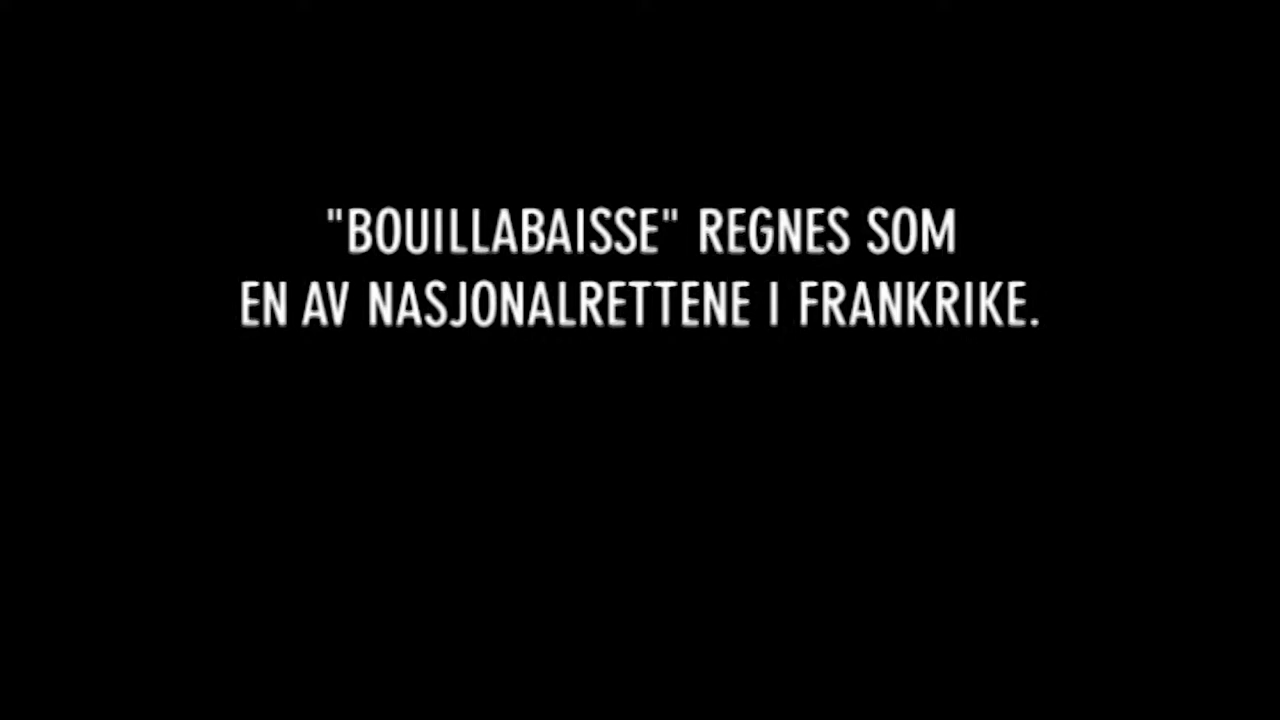 "BOUILLABAISSE" REGNES SOM
EN AV NASJONALRETTENE I FRANKRIKE.